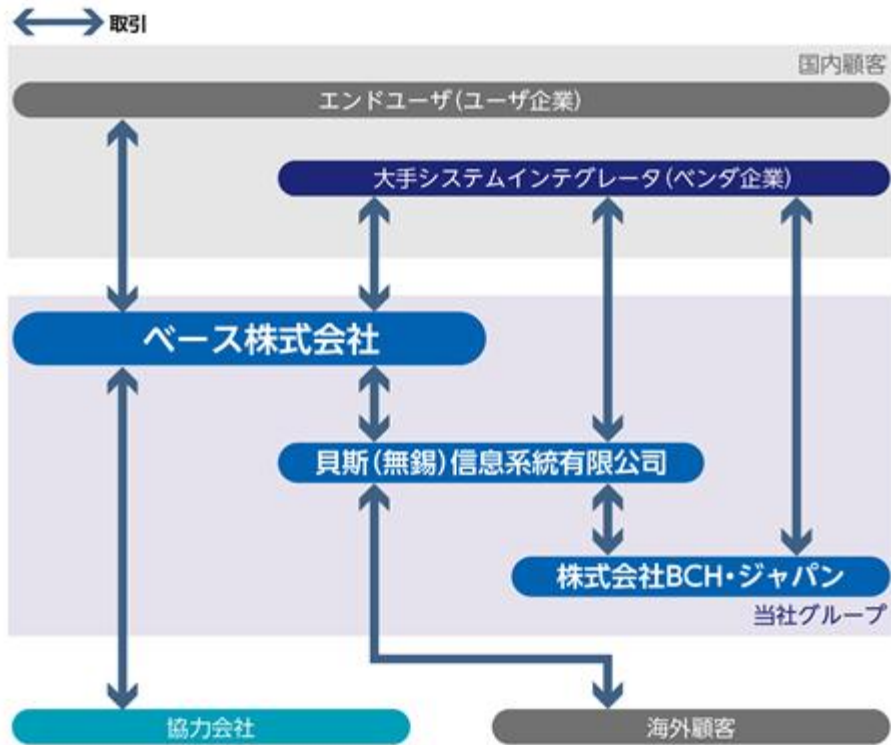 取引
国内顧客
エンドユーザ(ユーザ企業)
大手システムインテグレータ(ベンダ企業)
ベース株式会社
貝斯(無錫)信息系統有限公司
株式会社BCH・ジャパン
当社グループ
協力会社
海外顧客